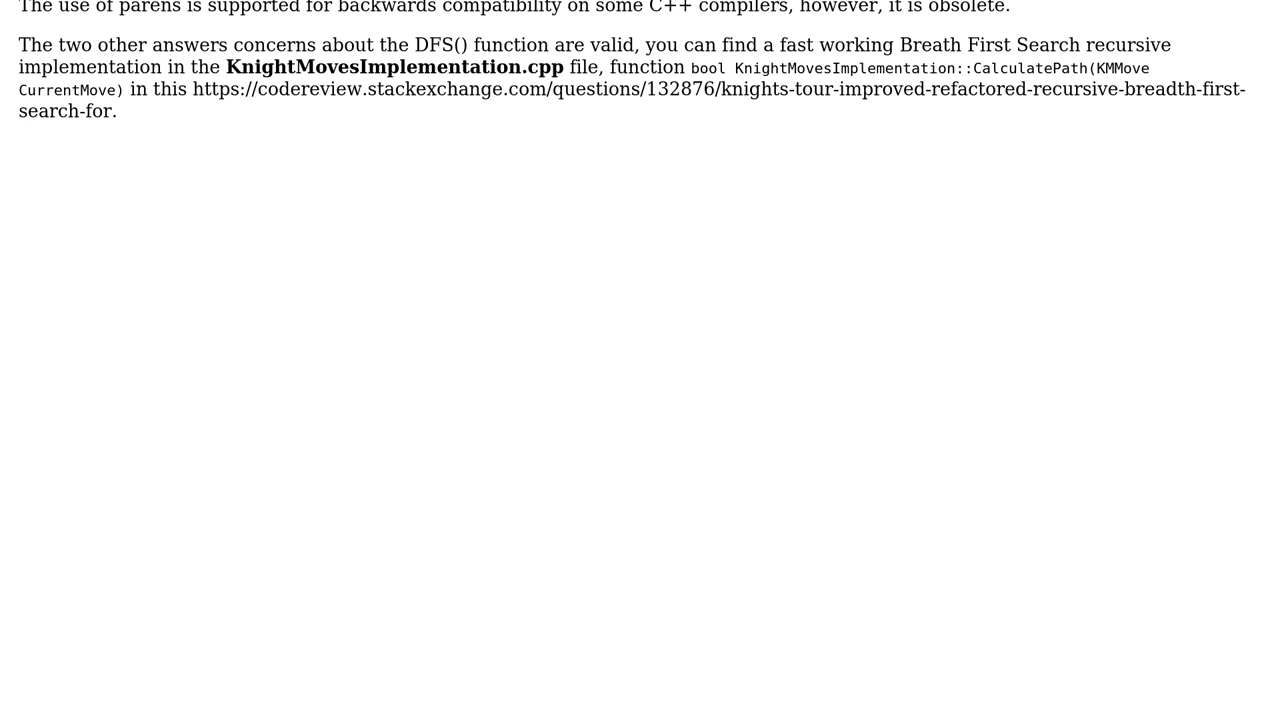 The use of parens is supported for backwards compatibility on some C++ compilers, however, it is obsolete.
The two other answers concerns about the DFS() function are valid, you can find a fast working Breath First Search recursive
implementation in the KnightMovesImplementation.cpp file, function bool KnightMovesImplementation::CalculatePath(KMMove
CurrentMove) in this https://codereview.stackexchange.com/questions/132876/knights-tour-improved-refactored-recursive-breadth-first-
search-for.